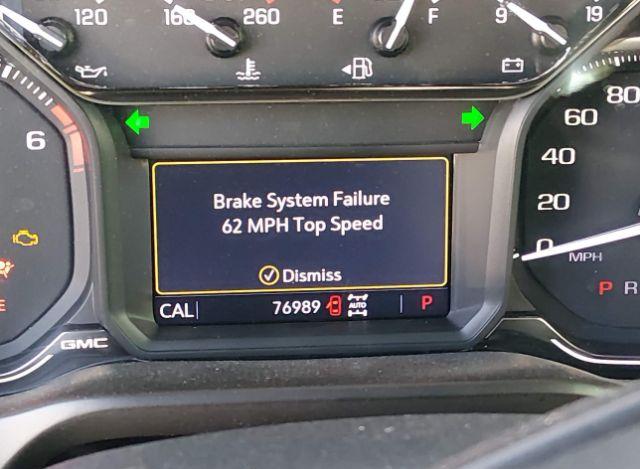 120 160 260 E F 9 19
6
80
60
40
20
0
MPH
Brake System Failure
62 MPH Top Speed
Dismiss
CAL 76989 AUTO P
P R
GMC